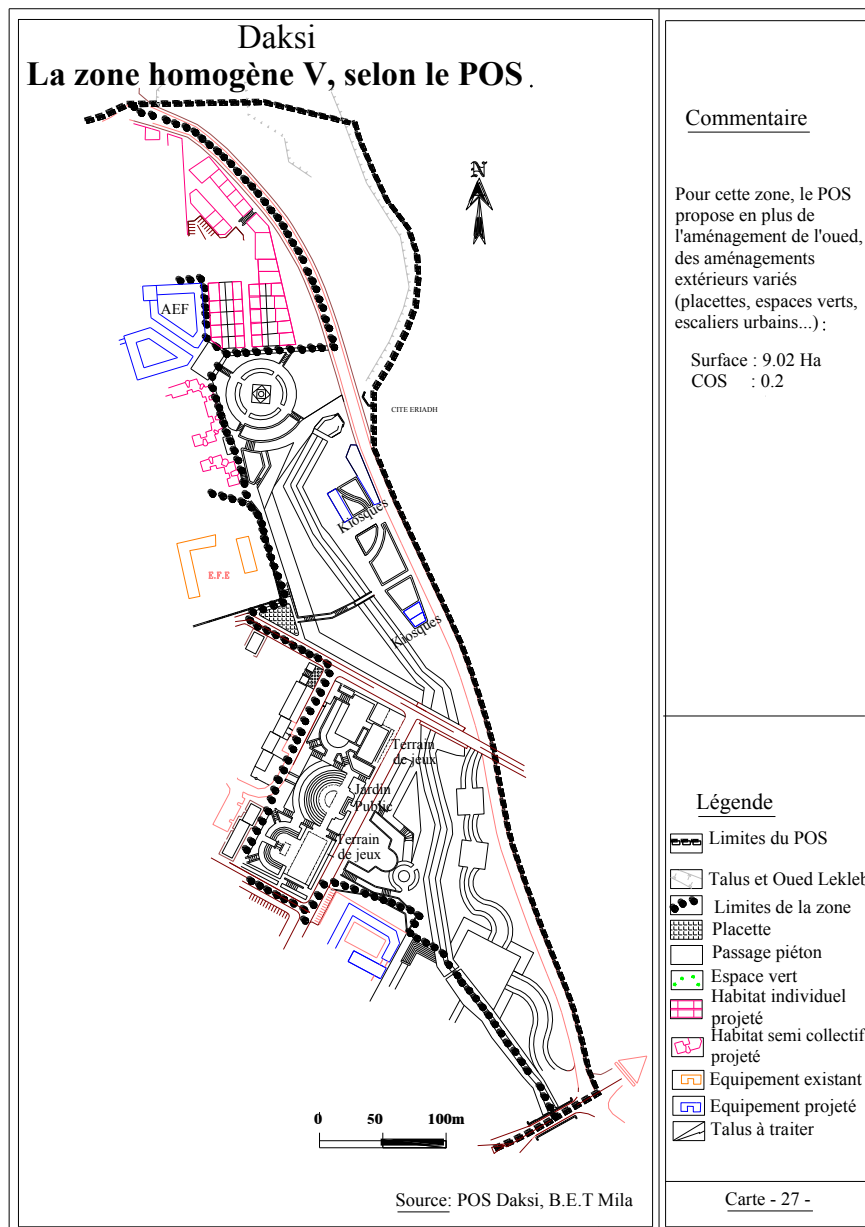 Daksi
La zone homogène V, selon le POS.
N
AEF
CITE ERIADH
Kiosques
E.F.E
Kiosques
Terrain
de jeux
Jardin
Public
Terrain
de jeux
0 50 100m
Source: POS Daksi, B.E.T Mila
Commentaire
Pour cette zone, le POS
propose en plus de
l'aménagement de l'oued,
des aménagements
extérieurs variés
(placettes, espaces verts,
escaliers urbains...) :
Surface : 9.02 Ha
COS : 0.2
Légende
Limites du POS
Talus et Oued Lekleb
Limites de la zone
Placette
Passage piéton
Espace vert
Habitat individuel
projeté
Habitat semi collectif
projeté
Equipement existant
Equipement projeté
Talus à traiter
Carte - 27 -